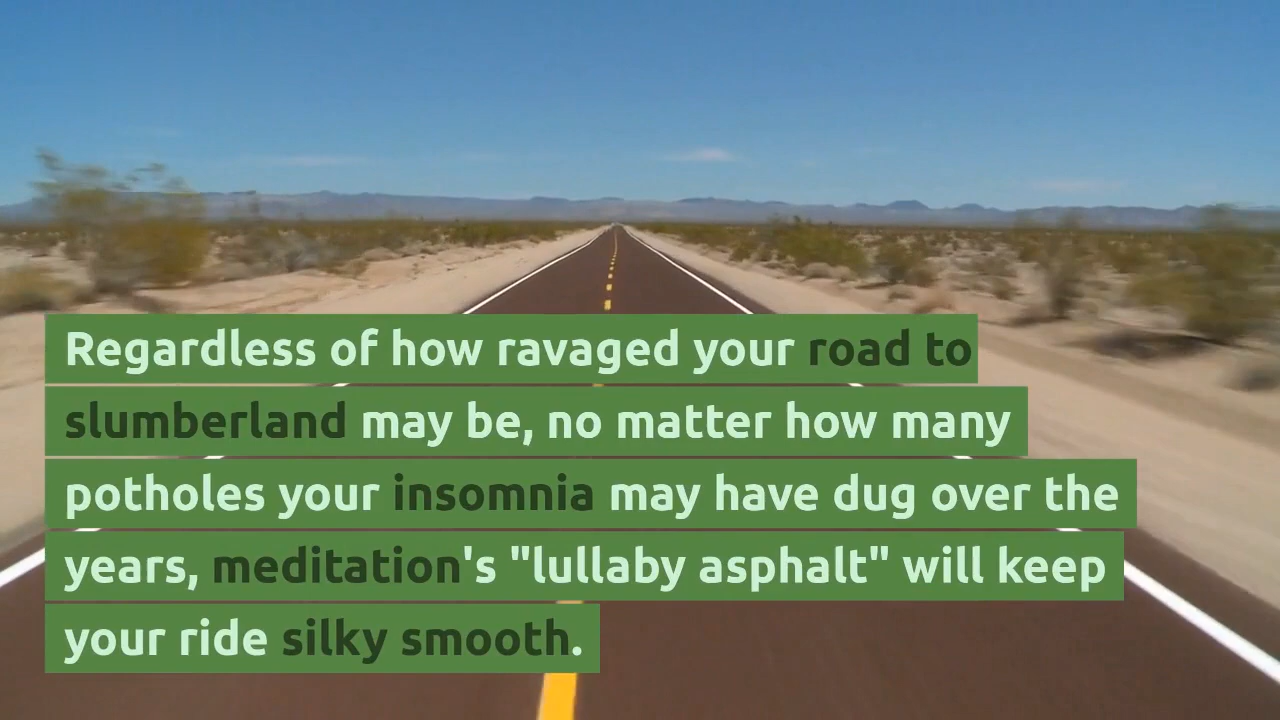 Regardless of how ravaged your road to
slumberland may be, no matter how many
potholes your insomnia may have dug over the
years, meditation's "lullaby asphalt" will keep
your ride silky smooth.